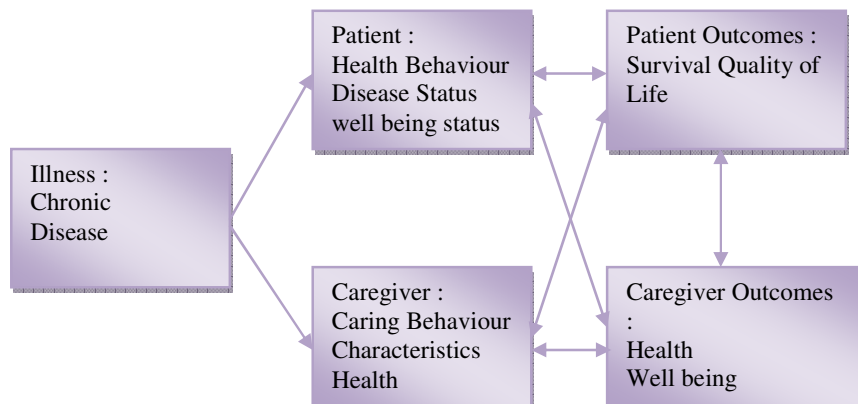 Patient :
Health Behaviour
Disease Status
well being status
Patient Outcomes :
Survival Quality of
Life
Illness :
Chronic
Disease
Caregiver :
Caring Behaviour
Characteristics
Health
Caregiver Outcomes
:
Health
Well being